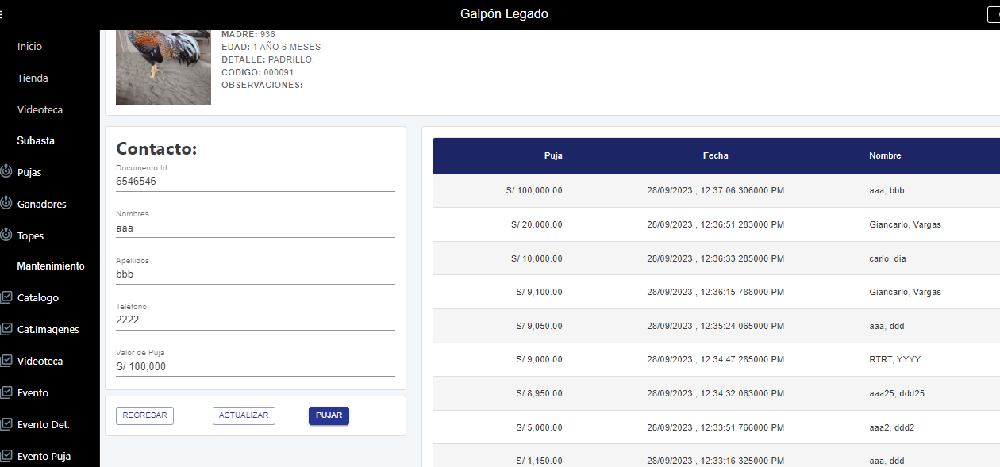 Galpón Legado
Inicio
Tienda
Videoteca
Subasta
Pujas
Ganadores
Topes
Mantenimiento
Catalogo
Cat.Imagenes
Videoteca
Evento
Evento Det.
Evento Puja
MADRE: 936
EDAD: 1 AÑO 6 MESES
DETALLE: PADRILLO.
CODIGO: 000091
OBSERVACIONES: -
Contacto:
Documento Id.
6546546
Nombres
aaa
Apellidos
bbb
Teléfono
2222
Valor de Puja
S/ 100,000
REGRESAR ACTUALIZAR PUJAR
Puja Fecha Nombre
S/ 100,000.00 28/09/2023 , 12:37:06.306000 PM aaa, bbb
S/ 20,000.00 28/09/2023 , 12:36:51.283000 PM Giancarlo, Vargas
S/ 10,000.00 28/09/2023 , 12:36:33.285000 PM carlo, dia
S/ 9,100.00 28/09/2023 , 12:36:15.788000 PM Giancarlo, Vargas
S/ 9,050.00 28/09/2023 , 12:35:24.065000 PM aaa, ddd
S/ 9,000.00 28/09/2023 , 12:34:47.285000 PM RTRT, YYYY
S/ 8,950.00 28/09/2023 , 12:34:32.063000 PM aaa25, ddd25
S/ 5,000.00 28/09/2023 , 12:33:51.766000 PM aaa2, ddd2
S/ 1,150.00 28/09/2023 , 12:33:16.325000 PM aaa, ddd